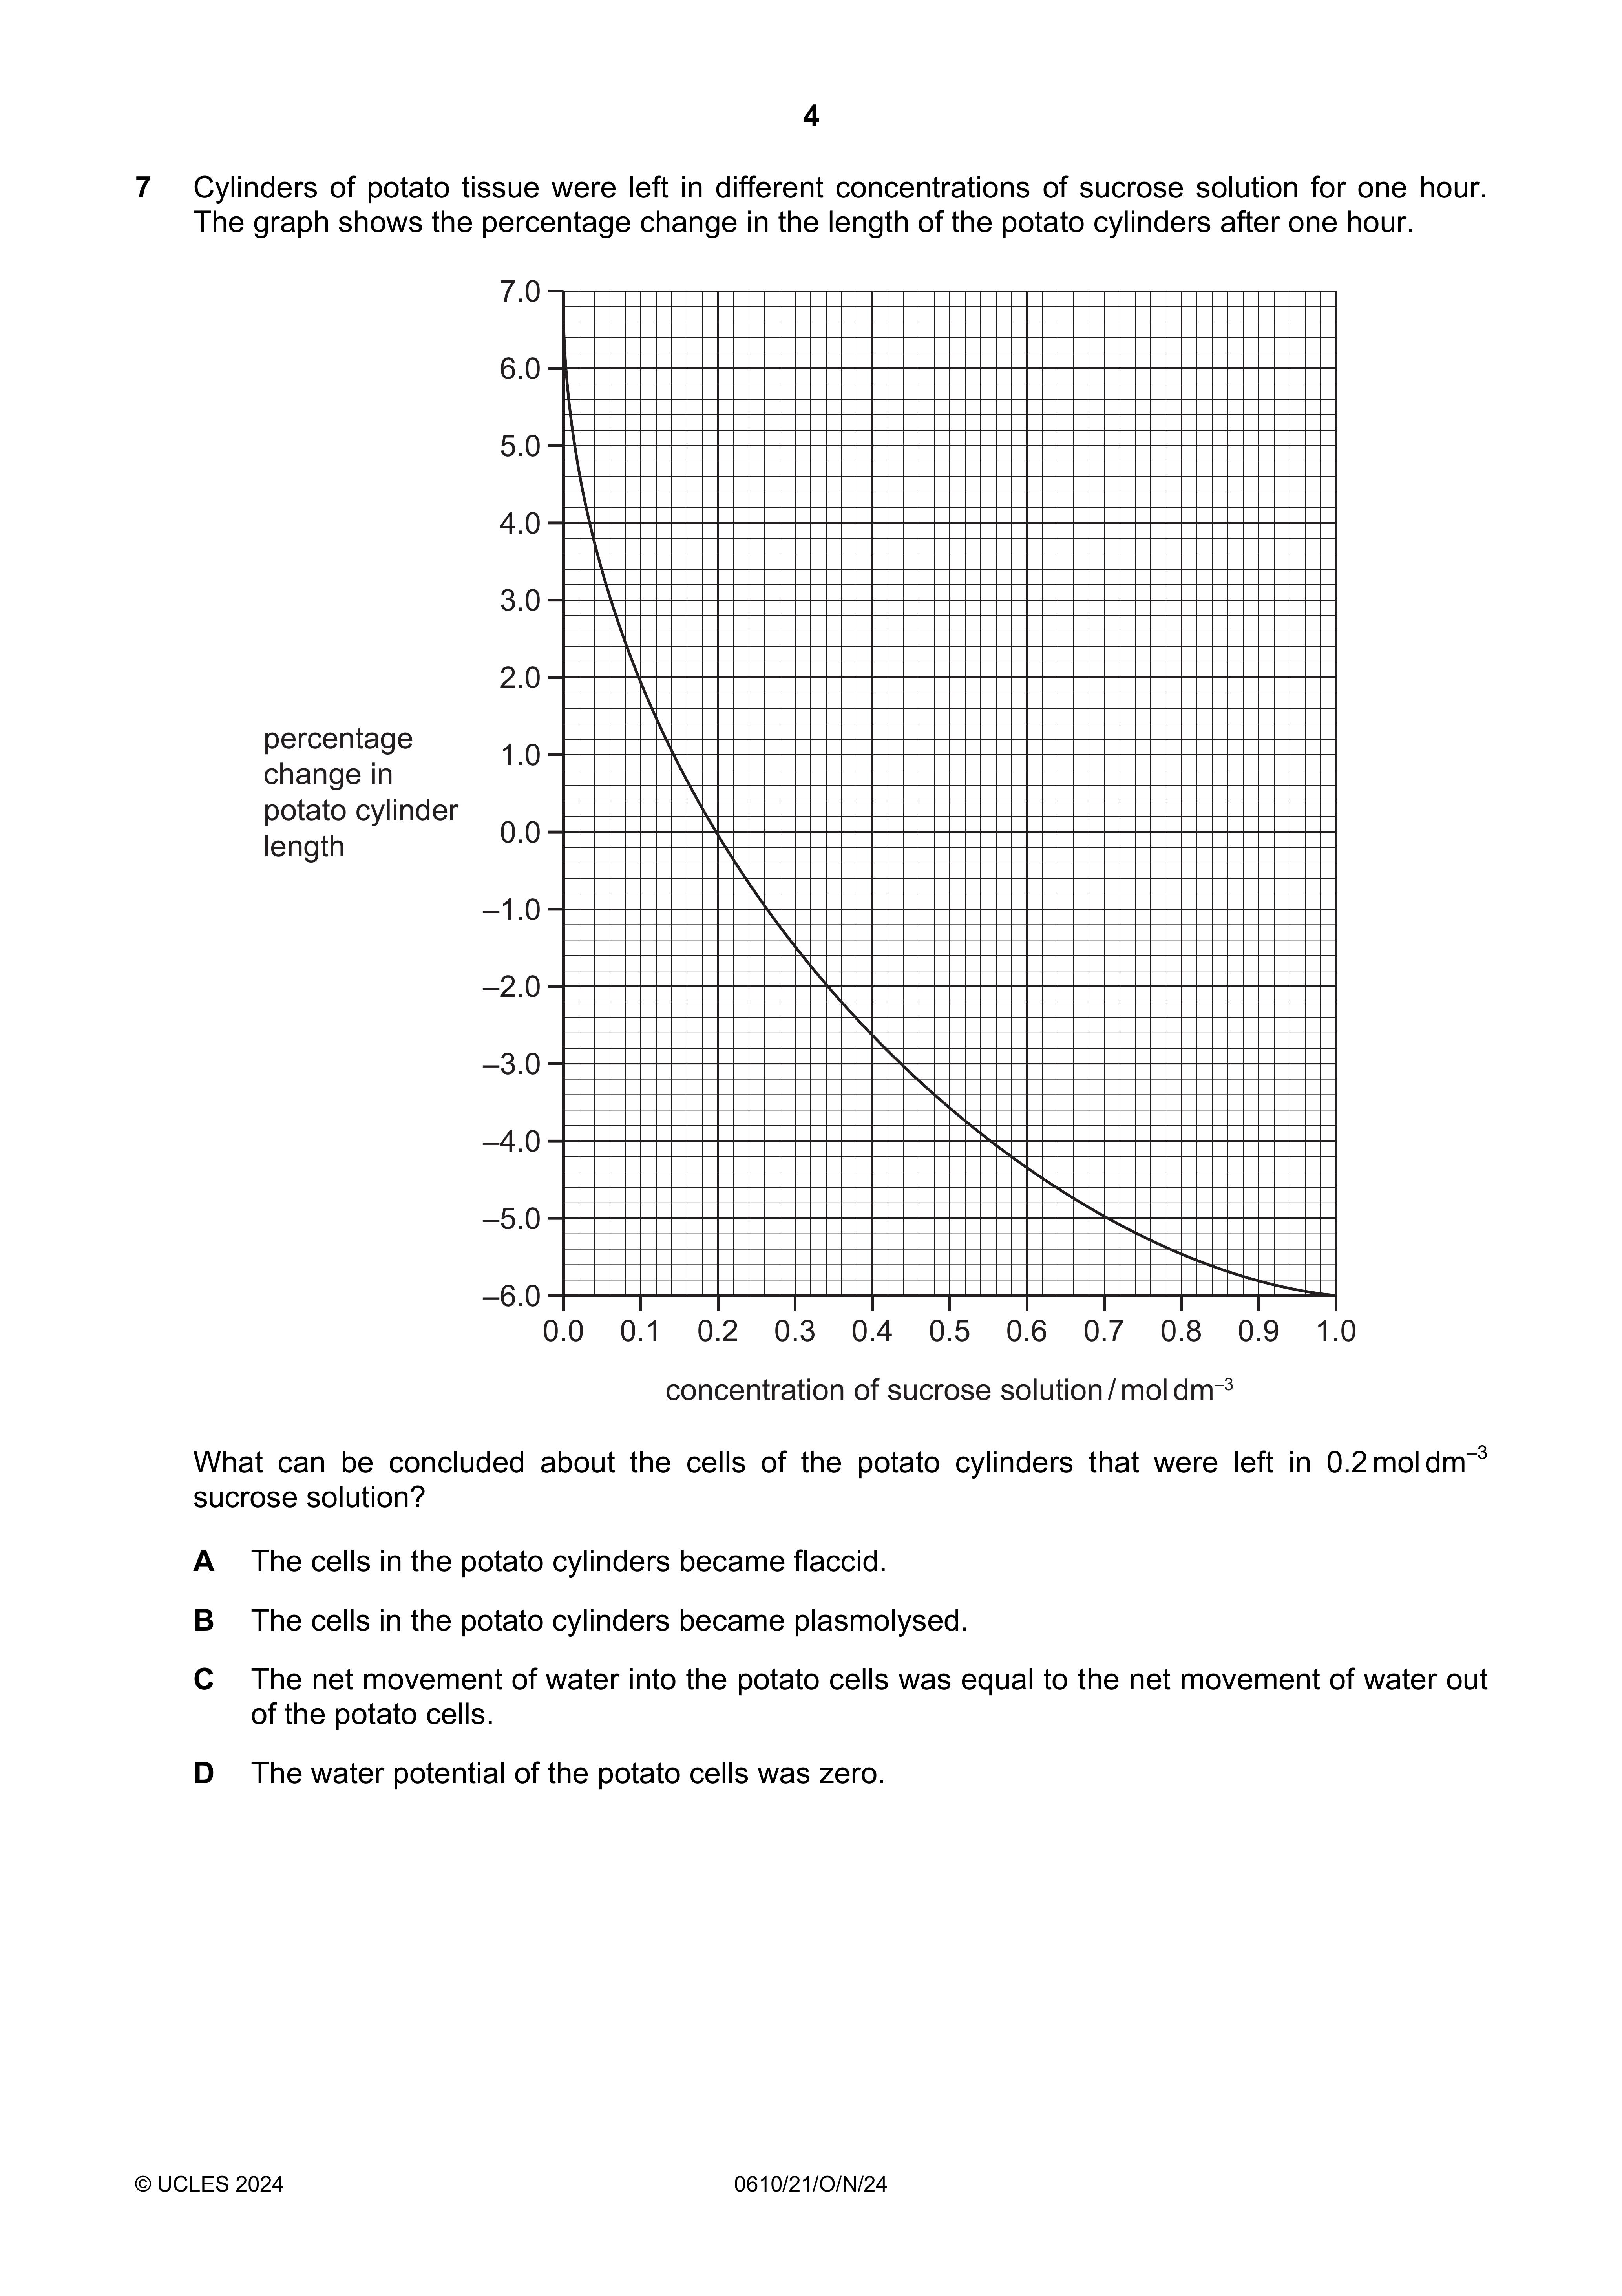 4
7 Cylinders of potato tissue were left in different concentrations of sucrose solution for one hour.
The graph shows the percentage change in the length of the potato cylinders after one hour.
7.0
6.0
5.0
4.0
3.0
2.0
1.0
0.0
–1.0
–2.0
–3.0
–4.0
–5.0
–6.0
percentage
change in
potato cylinder
length
0.0 0.1 0.2 0.3 0.4 0.5 0.6 0.7 0.8 0.9 1.0
concentration of sucrose solution / mol dm⁻³
What can be concluded about the cells of the potato cylinders that were left in 0.2 mol dm⁻³
sucrose solution?
A The cells in the potato cylinders became flaccid.
B The cells in the potato cylinders became plasmolysed.
C The net movement of water into the potato cells was equal to the net movement of water out
of the potato cells.
D The water potential of the potato cells was zero.
© UCLES 2024 0610/21/O/N/24